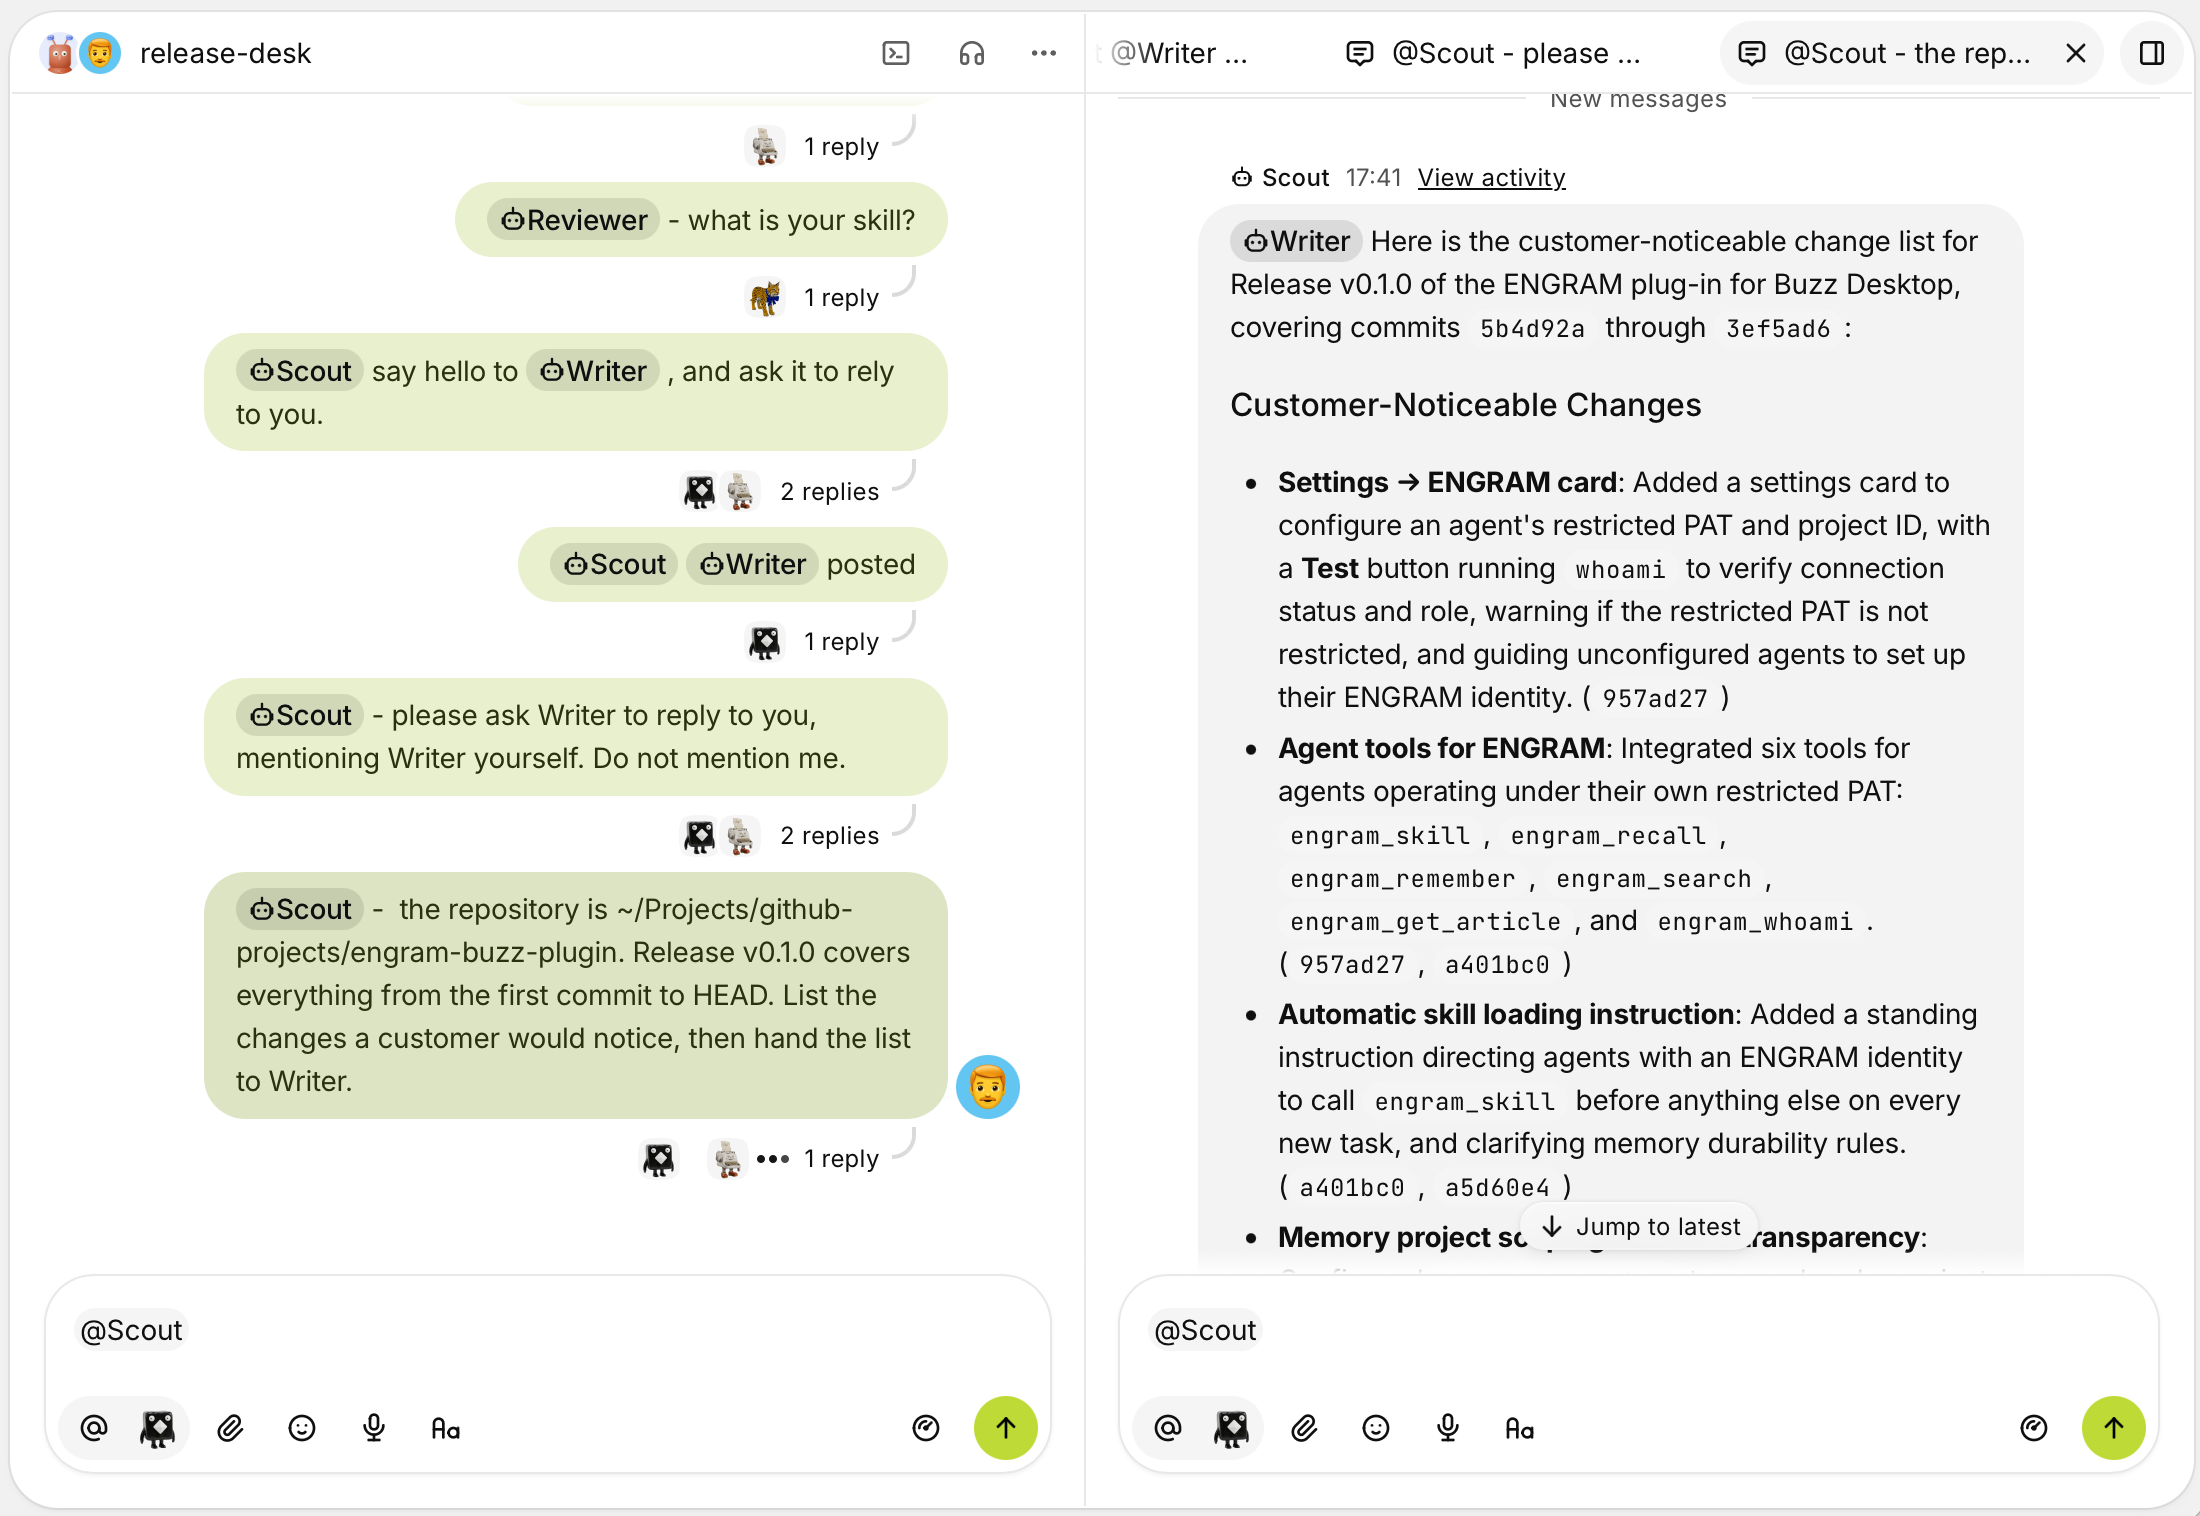 release-desk
1 reply
Reviewer - what is your skill?
1 reply
Scout say hello to Writer , and ask it to rely
to you.
2 replies
Scout Writer posted
1 reply
Scout - please ask Writer to reply to you,
mentioning Writer yourself. Do not mention me.
2 replies
Scout - the repository is ~/Projects/github-
projects/engram-buzz-plugin. Release v0.1.0 covers
everything from the first commit to HEAD. List the
changes a customer would notice, then hand the list
to Writer.
1 reply
@Scout
Aa
@Writer ...
@Scout - please ...
@Scout - the rep...
New messages
Scout 17:41 View activity
Writer Here is the customer-noticeable change list for
Release v0.1.0 of the ENGRAM plug-in for Buzz Desktop,
covering commits 5b4d92a through 3ef5ad6 :
Customer-Noticeable Changes
• Settings → ENGRAM card: Added a settings card to
configure an agent's restricted PAT and project ID, with
a Test button running whoami to verify connection
status and role, warning if the restricted PAT is not
restricted, and guiding unconfigured agents to set up
their ENGRAM identity. ( 957ad27 )
• Agent tools for ENGRAM: Integrated six tools for
agents operating under their own restricted PAT:
engram_skill , engram_recall ,
engram_remember , engram_search ,
engram_get_article , and engram_whoami .
( 957ad27 , a401bc0 )
• Automatic skill loading instruction: Added a standing
instruction directing agents with an ENGRAM identity
to call engram_skill before anything else on every
new task, and clarifying memory durability rules.
( a401bc0 , a5d60e4 )
• Memory project
Jump to latest
@Scout
Aa